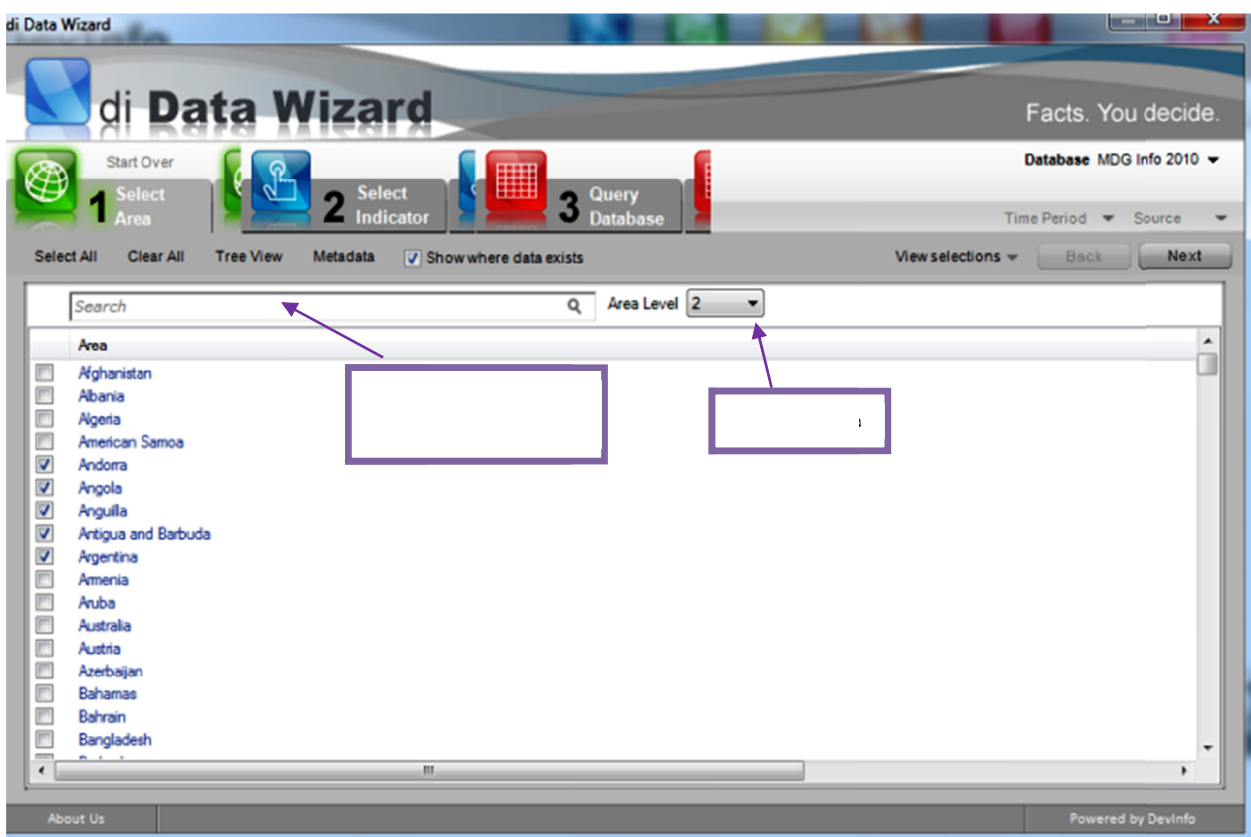 di Data Wizard
di Data Wizard
Facts. You decide.
Start Over
Database MDG Info 2010
1 Select Area
2 Select Indicator
3 Query Database
Time Period Source
Select All Clear All Tree View Metadata Show where data exists View selections Back Next
Search Area Level 2
Area
Afghanistan
Albania
Algeria
American Samoa
Andorra
Angola
Anguilla
Antigua and Barbuda
Argentina
Armenia
Aruba
Australia
Austria
Azerbaijan
Bahamas
Bahrain
Bangladesh
About Us Powered by DevInfo